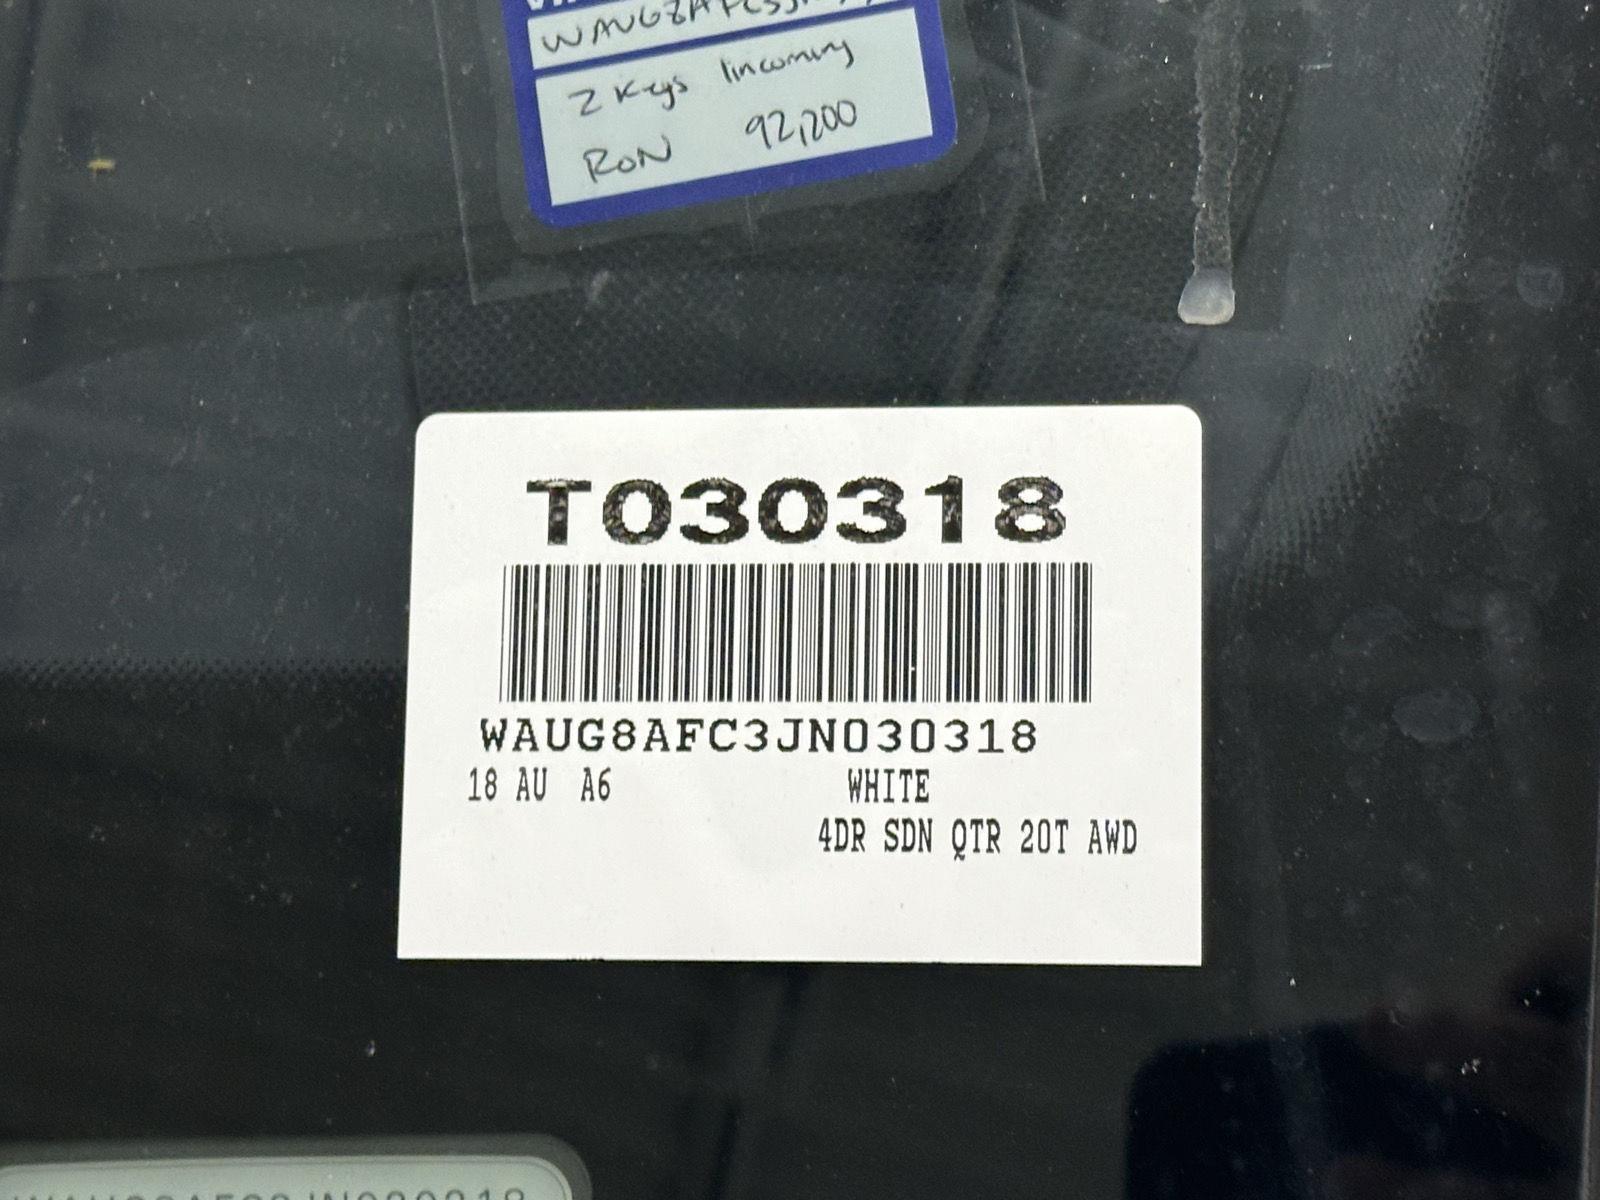 2 Keys Incoming
RON 92,200
T030318
WAUG8AFC3JN030318
18 AU A6 WHITE
4DR SDN QTR 20T AWD